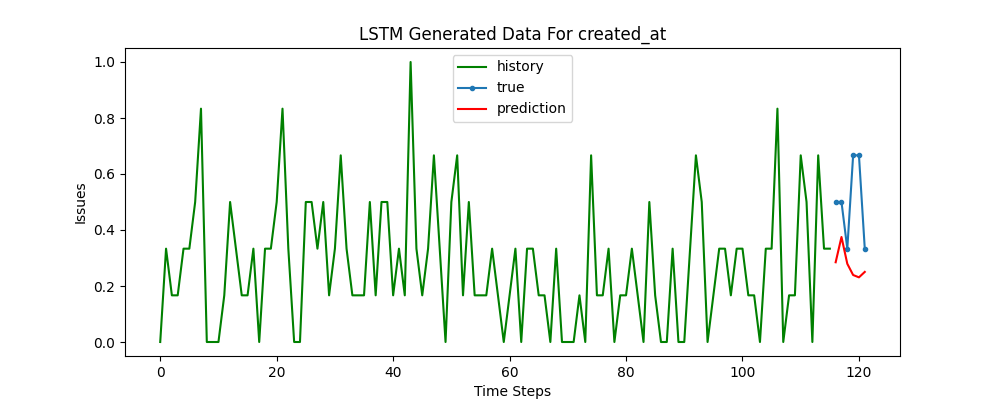 LSTM Generated Data For created_at
history
true
prediction
1.0
0.8
0.6
0.4
0.2
0.0
Issues
0 20 40 60 80 100 120
Time Steps